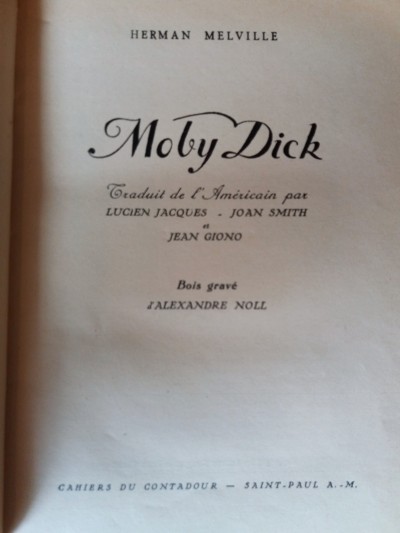 HERMAN MELVILLE
Moby Dick
Traduit de l'Américain par
LUCIEN JACQUES - JOAN SMITH
et
JEAN GIONO
Bois gravé
d'ALEXANDRE NOLL
CAHIERS DU CONTADOUR — SAINT-PAUL A.-M.